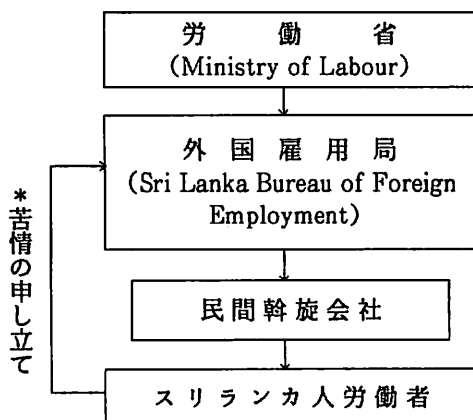 労働省
(Ministry of Labour)
外国雇用局
(Sri Lanka Bureau of Foreign
Employment)
民間斡旋会社
スリランカ人労働者
*苦情の申し立て